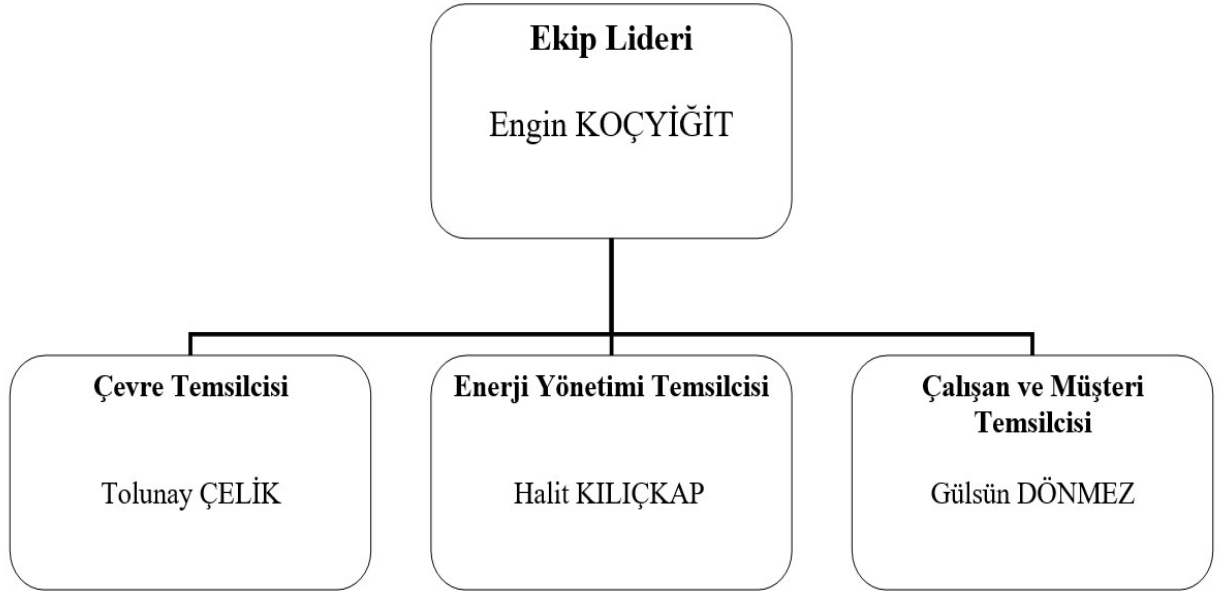 Ekip Lideri
Engin KOÇYİĞİT
Çevre Temsilcisi
Tolunay ÇELİK
Enerji Yönetimi Temsilcisi
Halit KILIÇKAP
Çalışan ve Müşteri
Temsilcisi
Gülsün DÖNMEZ